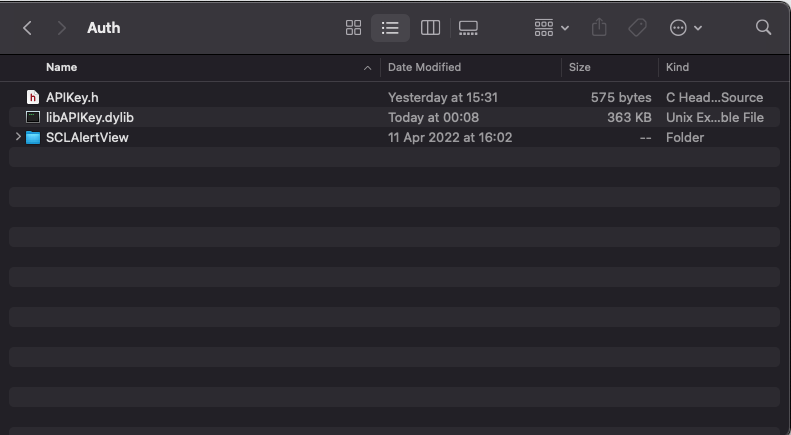 Auth
Name Date Modified Size Kind
h APIKey.h Yesterday at 15:31 575 bytes C Head...Source
libAPIKey.dylib Today at 00:08 363 KB Unix Ex...ble File
SCLAlertView 11 Apr 2022 at 16:02 -- Folder